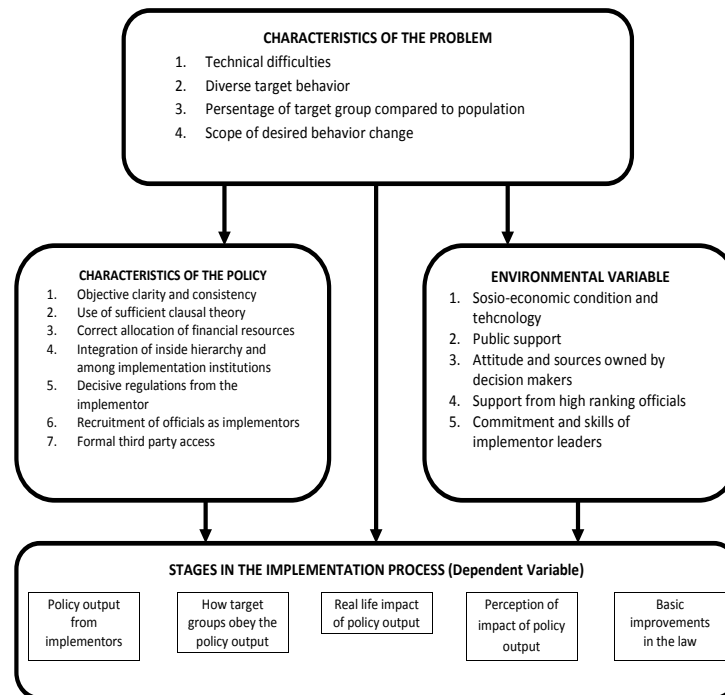 CHARACTERISTICS OF THE PROBLEM
1. Technical difficulties
2. Diverse target behavior
3. Percentage of target group compared to population
4. Scope of desired behavior change
CHARACTERISTICS OF THE POLICY
1. Objective clarity and consistency
2. Use of sufficient clausal theory
3. Correct allocation of financial resources
4. Integration of inside hierarchy and
among implementation institutions
5. Decisive regulations from the
implementor
6. Recruitment of officials as implementors
7. Formal third party access
ENVIRONMENTAL VARIABLE
1. Sosio-economic condition and
tehcnology
2. Public support
3. Attitude and sources owned by
decision makers
4. Support from high ranking officials
5. Commitment and skills of
implementor leaders
STAGES IN THE IMPLEMENTATION PROCESS (Dependent Variable)
Policy output
from
implementors
How target
groups obey the
policy output
Real life impact
of policy output
Perception of
impact of policy
output
Basic
improvements
in the law